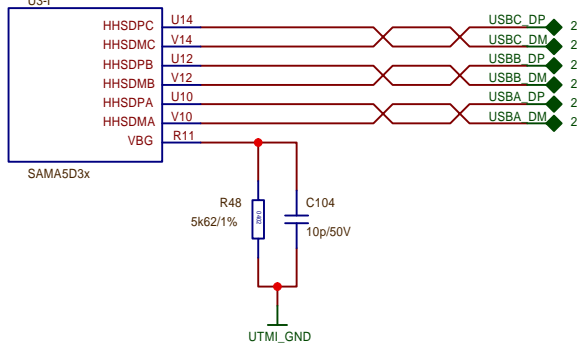 U3-I
HHSDPC U14 USBC_DP 2
HHSDMC V14 USBC_DM 2
HHSDPB U12 USBB_DP 2
HHSDMB V12 USBB_DM 2
HHSDPA U10 USBA_DP 2
HHSDMA V10 USBA_DM 2
VBG R11
SAMA5D3x
R48 C104
5k62/1% 10p/50V
0402
UTMI_GND